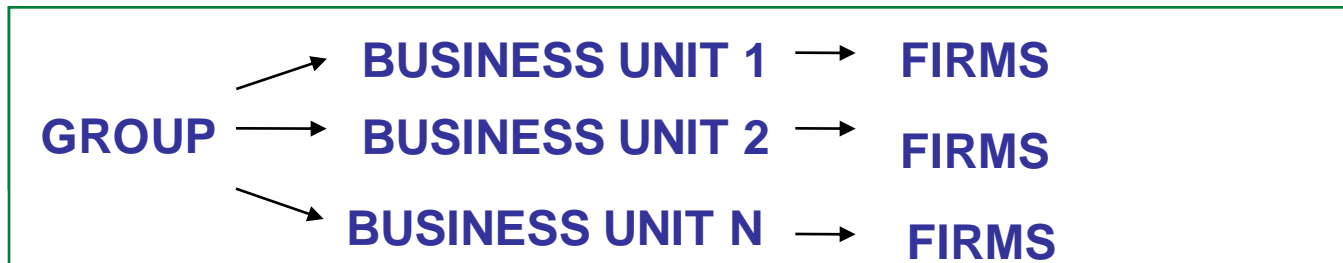 BUSINESS UNIT 1 FIRMS
GROUP BUSINESS UNIT 2 FIRMS
BUSINESS UNIT N FIRMS